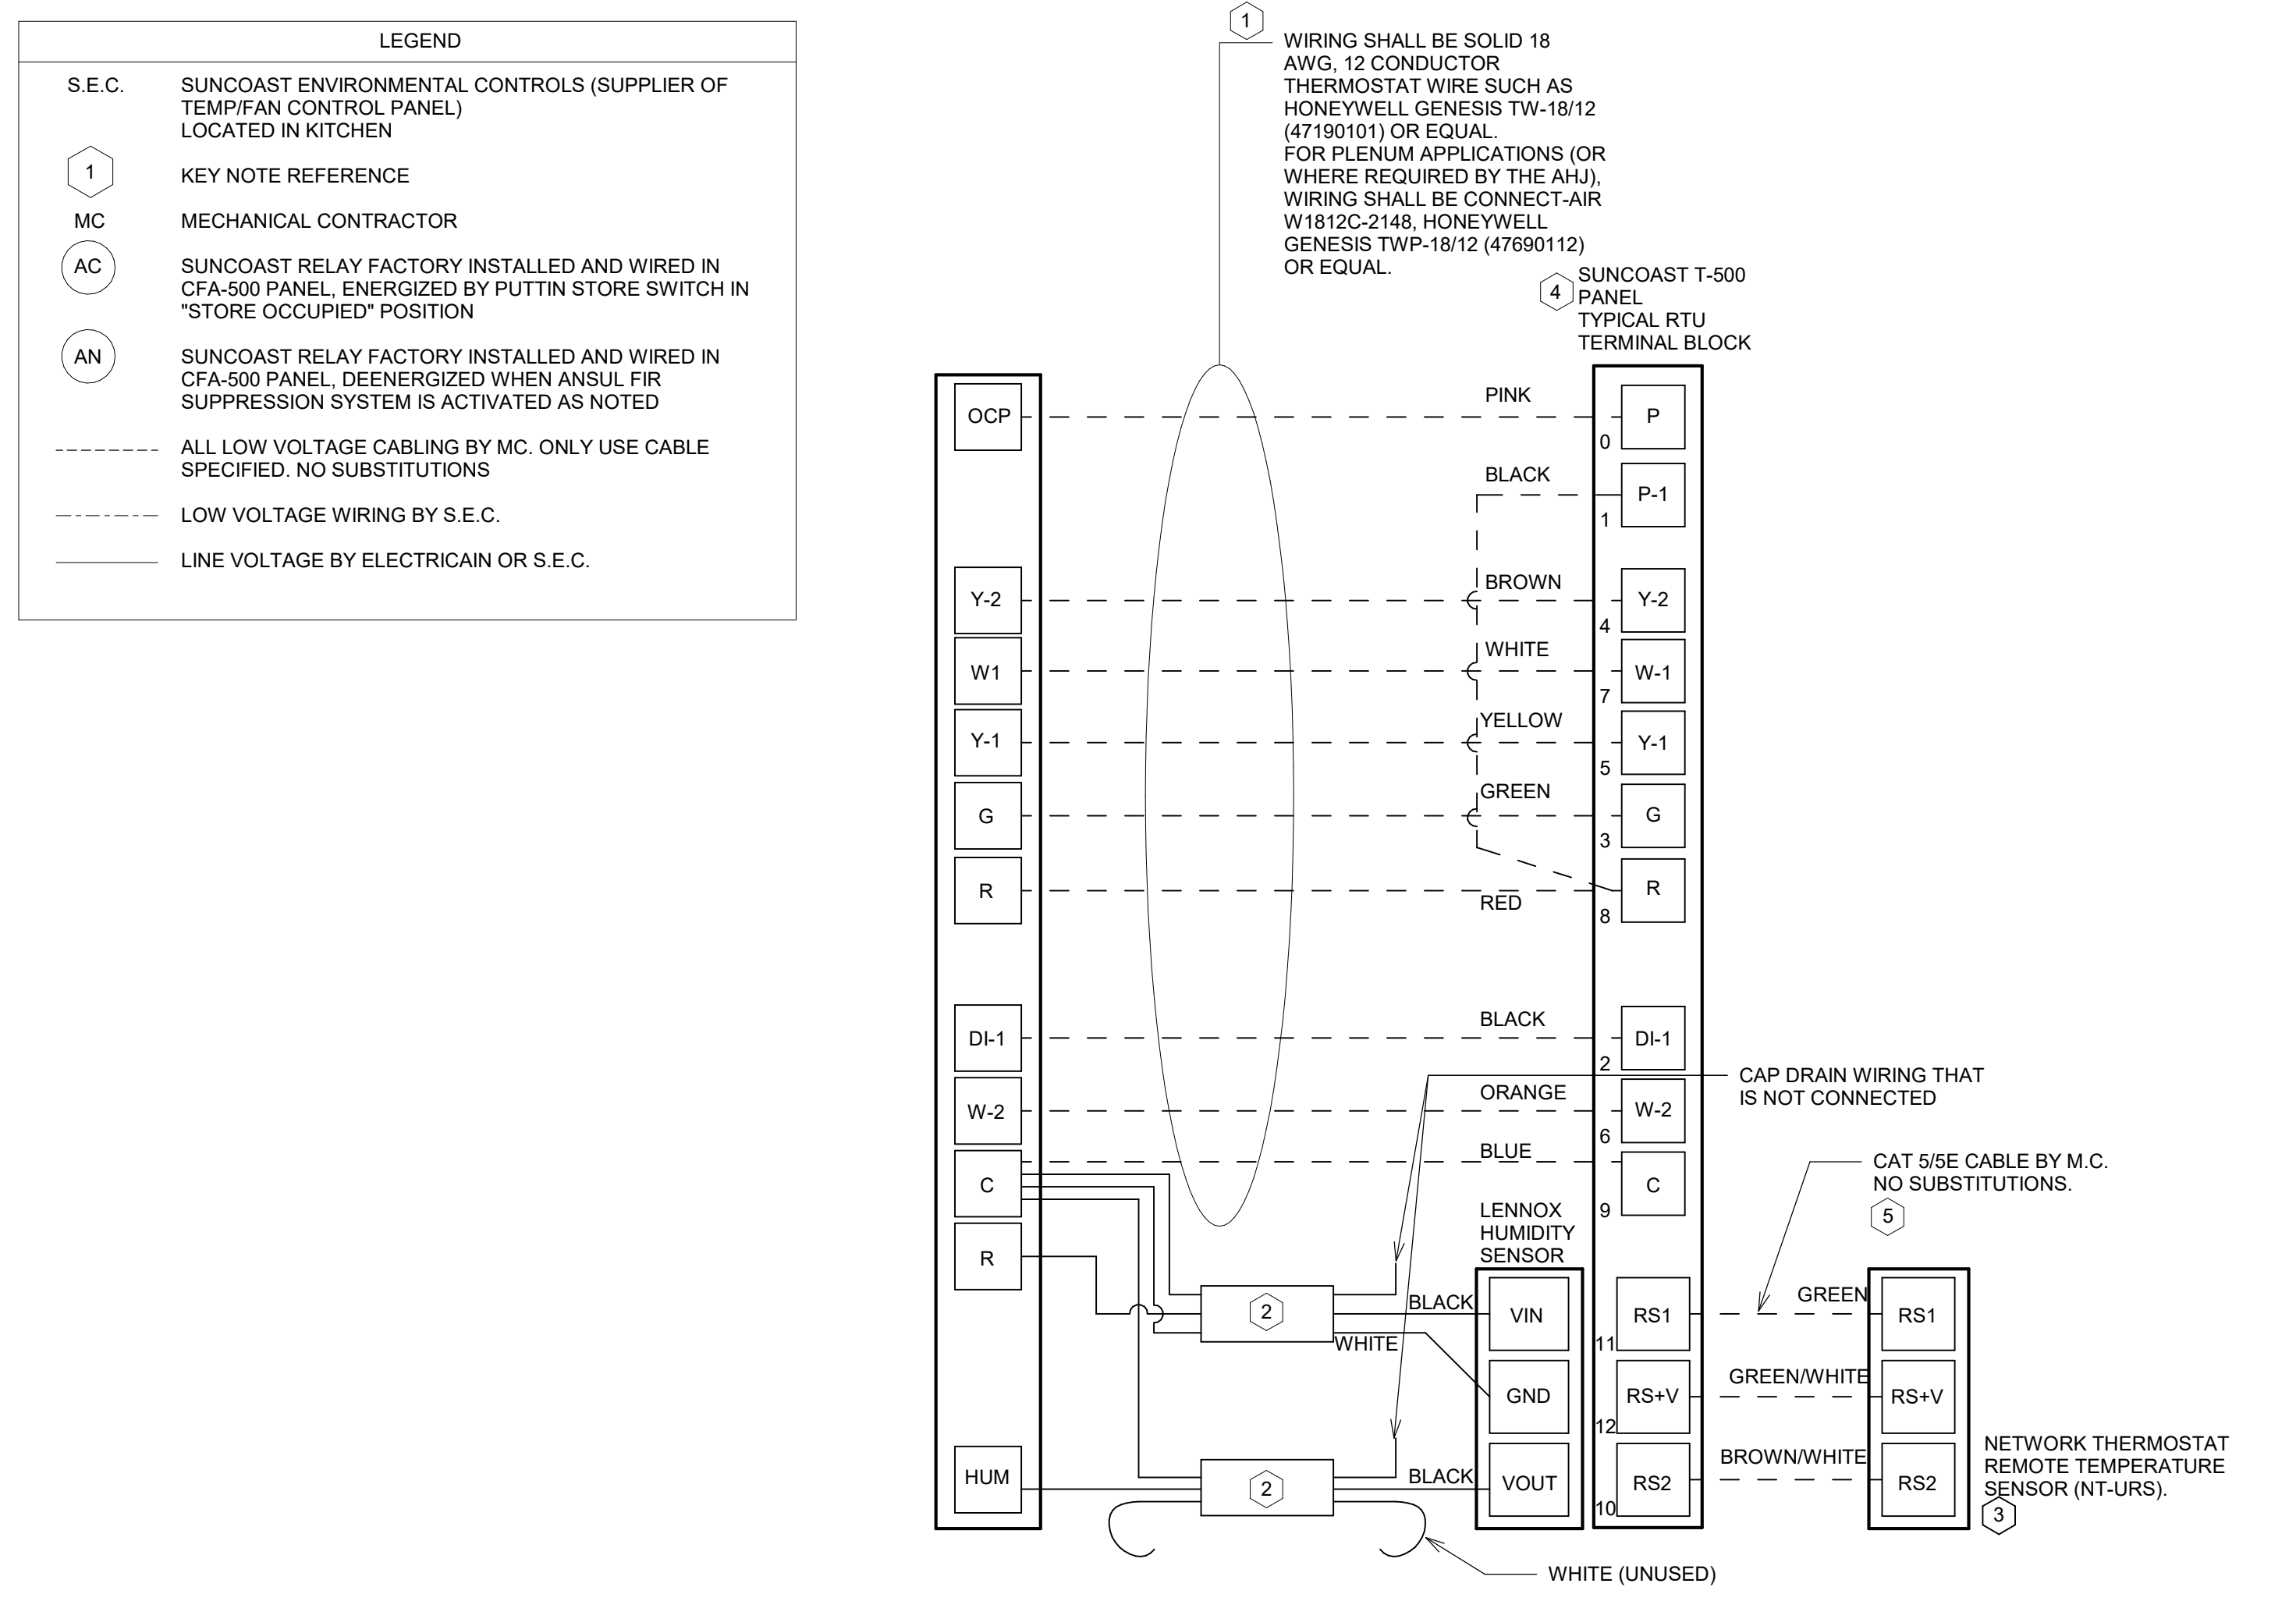 LEGEND
S.E.C.
SUNCOAST ENVIRONMENTAL CONTROLS (SUPPLIER OF
TEMP/FAN CONTROL PANEL)
LOCATED IN KITCHEN
1
KEY NOTE REFERENCE
MC
MECHANICAL CONTRACTOR
AC
SUNCOAST RELAY FACTORY INSTALLED AND WIRED IN
CFA-500 PANEL, ENERGIZED BY PUTTIN STORE SWITCH IN
"STORE OCCUPIED" POSITION
AN
SUNCOAST RELAY FACTORY INSTALLED AND WIRED IN
CFA-500 PANEL, DEENERGIZED WHEN ANSUL FIR
SUPPRESSION SYSTEM IS ACTIVATED AS NOTED
ALL LOW VOLTAGE CABLING BY MC. ONLY USE CABLE
SPECIFIED. NO SUBSTITUTIONS
LOW VOLTAGE WIRING BY S.E.C.
LINE VOLTAGE BY ELECTRICAIN OR S.E.C.
1
WIRING SHALL BE SOLID 18
AWG, 12 CONDUCTOR
THERMOSTAT WIRE SUCH AS
HONEYWELL GENESIS TW-18/12
(47190101) OR EQUAL.
FOR PLENUM APPLICATIONS (OR
WHERE REQUIRED BY THE AHJ),
WIRING SHALL BE CONNECT-AIR
W1812C-2148, HONEYWELL
GENESIS TWP-18/12 (47690112)
OR EQUAL.
4
SUNCOAST T-500
PANEL
TYPICAL RTU
TERMINAL BLOCK
OCP
PINK
P
0
BLACK
P-1
1
Y-2
BROWN
Y-2
4
W1
WHITE
W-1
7
Y-1
YELLOW
Y-1
5
G
GREEN
G
3
R
RED
R
8
DI-1
BLACK
DI-1
2
CAP DRAIN WIRING THAT
IS NOT CONNECTED
W-2
ORANGE
W-2
6
C
BLUE
C
9
CAT 5/5E CABLE BY M.C.
NO SUBSTITUTIONS.
5
R
LENNOX
HUMIDITY
SENSOR
2
BLACK
VIN
RS1
11
GREEN
RS1
WHITE
GND
RS+V
12
GREEN/WHITE
RS+V
HUM
2
BLACK
VOUT
RS2
10
BROWN/WHITE
RS2
NETWORK THERMOSTAT
REMOTE TEMPERATURE
SENSOR (NT-URS).
3
WHITE (UNUSED)